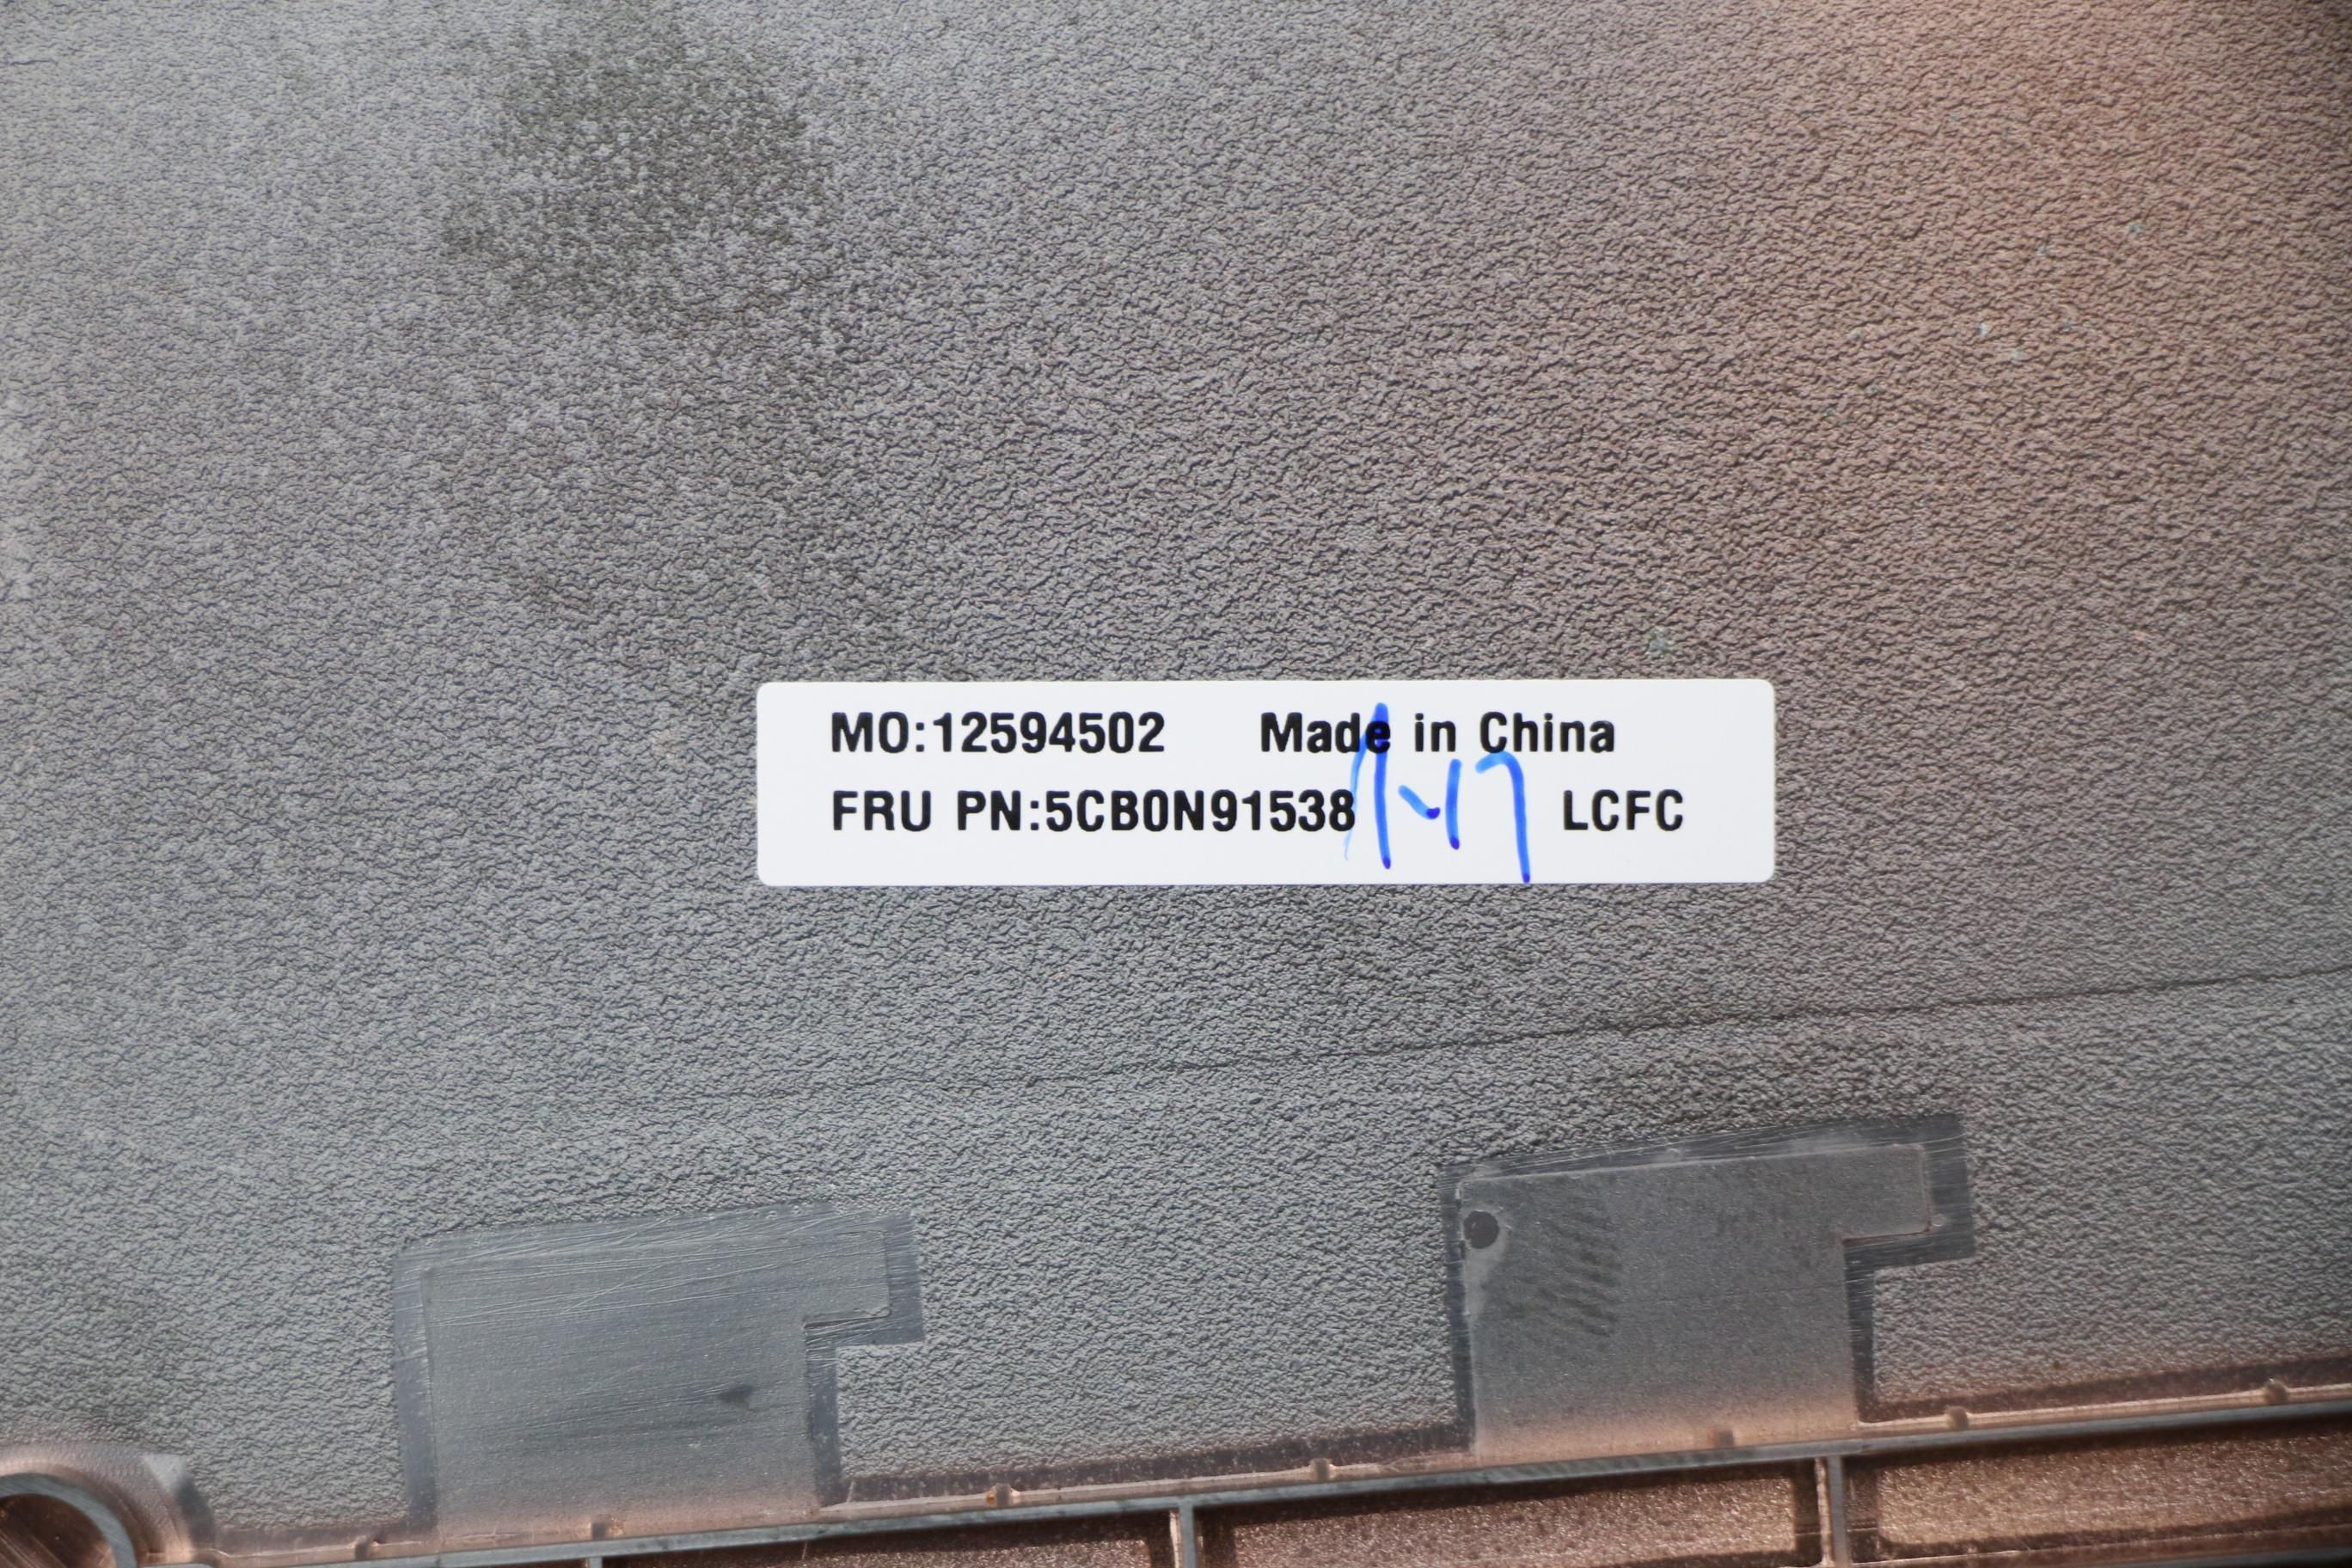 MO:12594502 Made in China
FRU PN:5CB0N91538 LCFC